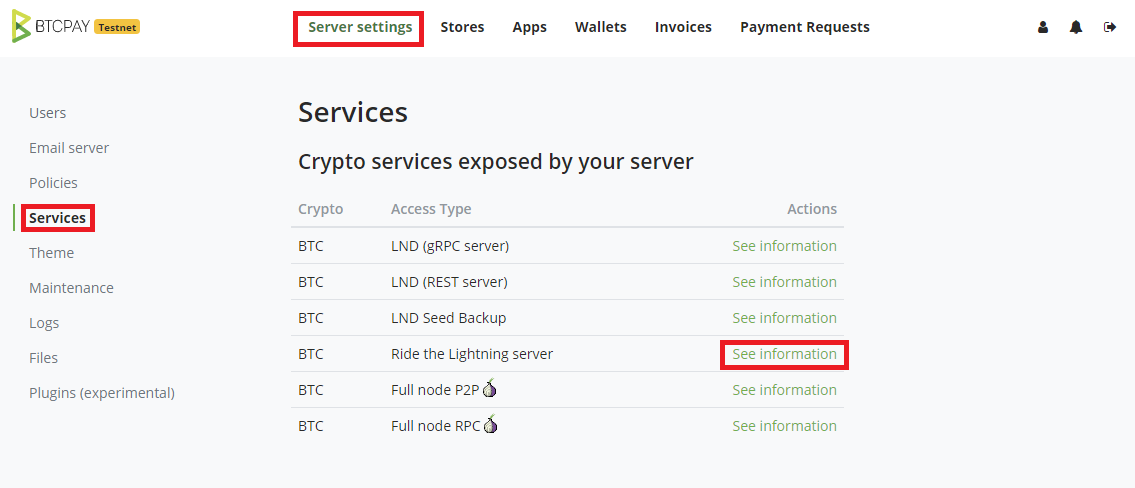 BTCPAY Testnet Server settings Stores Apps Wallets Invoices Payment Requests
Users
Email server
Policies
Services
Theme
Maintenance
Logs
Files
Plugins (experimental)
Services
Crypto services exposed by your server
Crypto Access Type Actions
BTC LND (gRPC server) See information
BTC LND (REST server) See information
BTC LND Seed Backup See information
BTC Ride the Lightning server See information
BTC Full node P2P See information
BTC Full node RPC See information